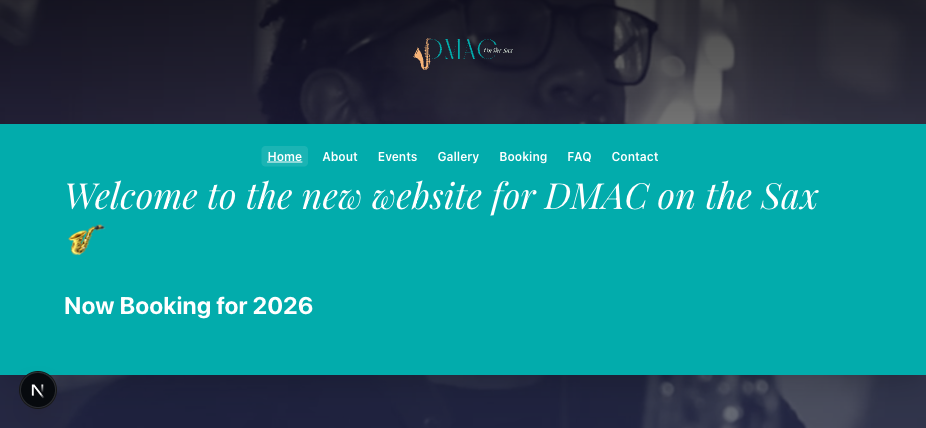 DMAC On the Sax
Home About Events Gallery Booking FAQ Contact
Welcome to the new website for DMAC on the Sax
🎷
Now Booking for 2026
N